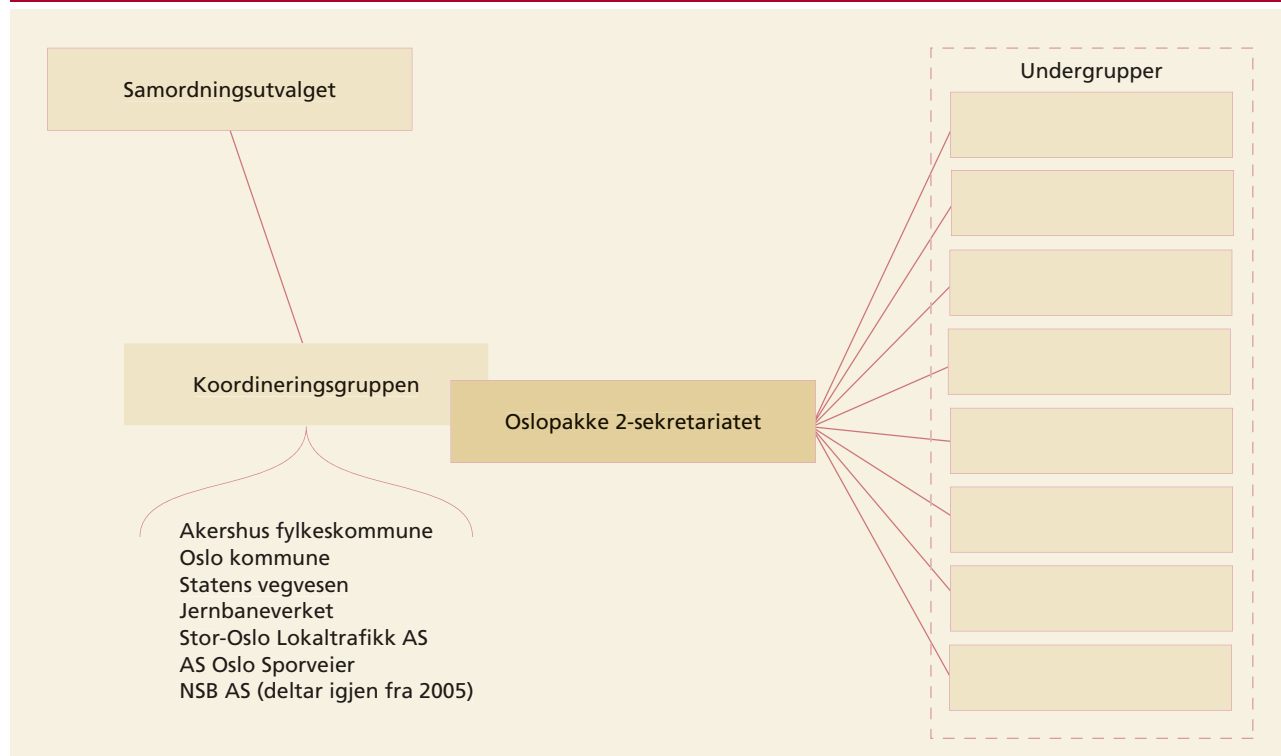 Samordningsutvalget
Undergrupper
Koordineringsgruppen
Oslopakke 2-sekretariatet
Akershus fylkeskommune
Oslo kommune
Statens vegvesen
Jernbaneverket
Stor-Oslo Lokaltrafikk AS
AS Oslo Sporveier
NSB AS (deltar igjen fra 2005)